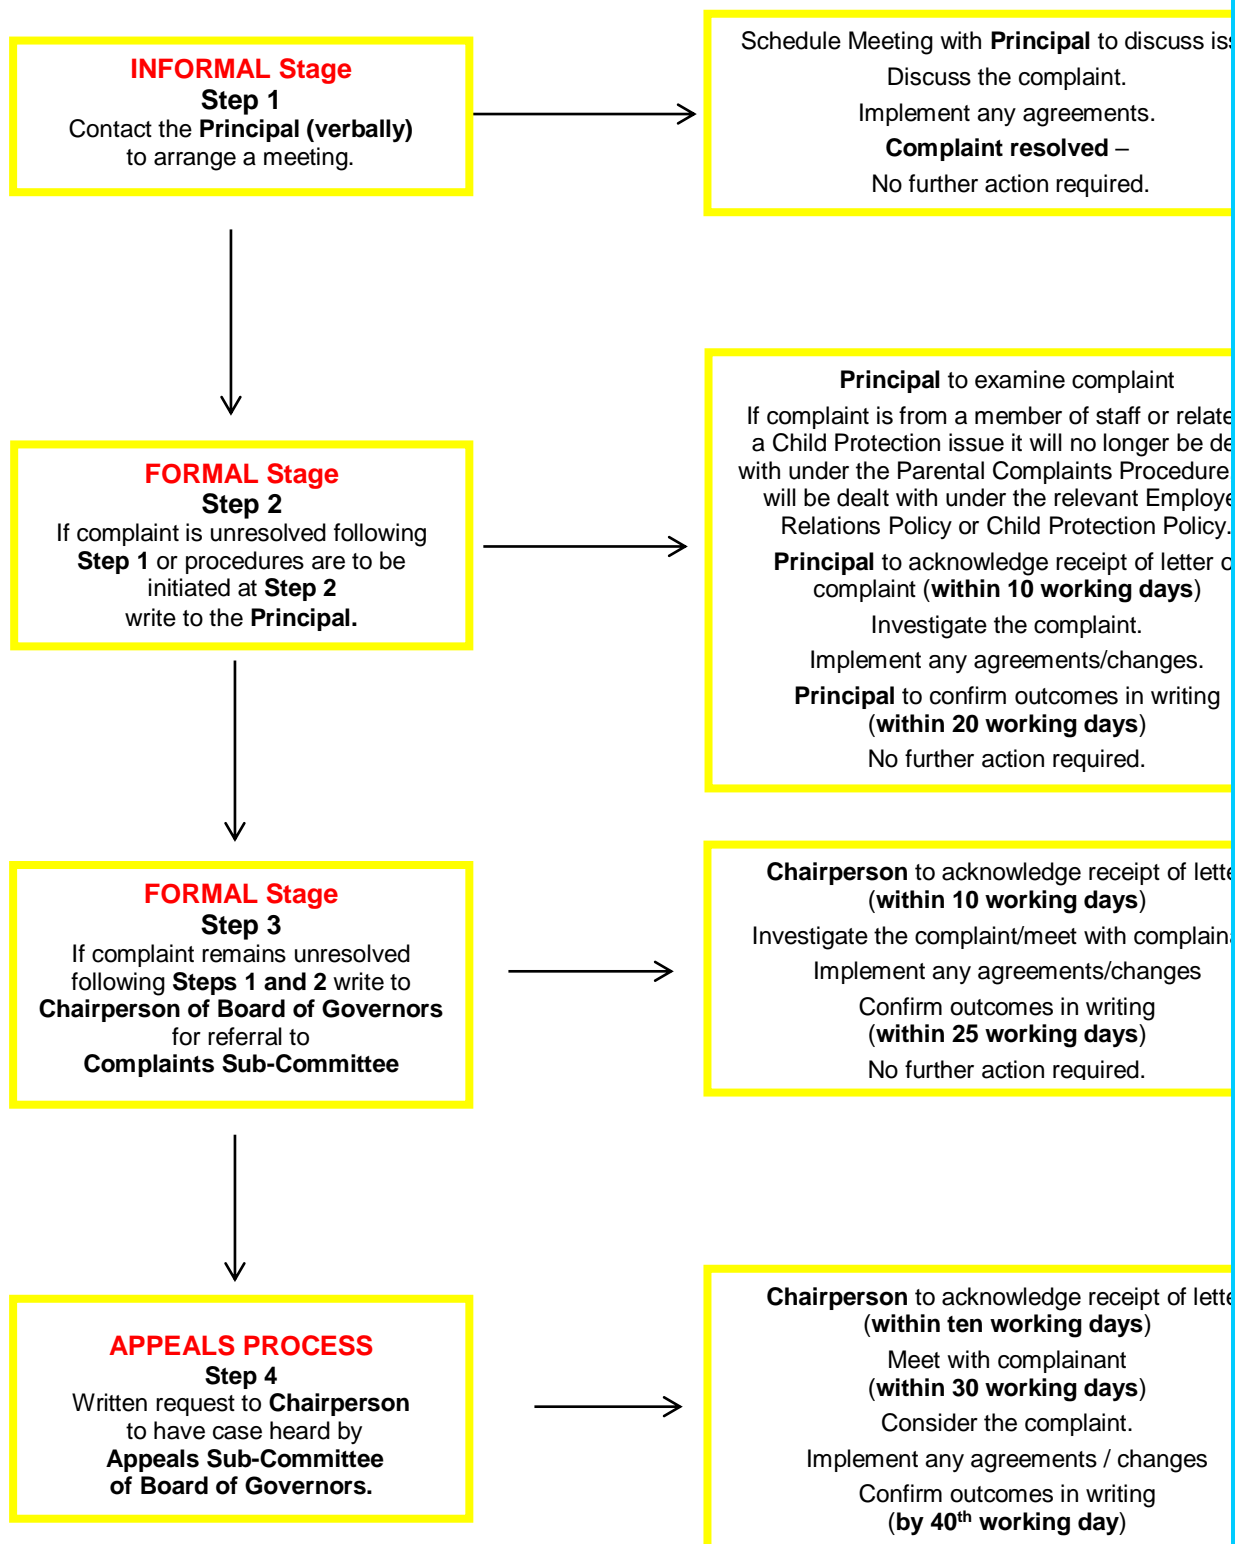 INFORMAL Stage
Step 1
Contact the Principal (verbally)
to arrange a meeting.
Schedule Meeting with Principal to discuss
Discuss the complaint.
Implement any agreements.
Complaint resolved –
No further action required.
FORMAL Stage
Step 2
If complaint is unresolved following
Step 1 or procedures are to be
initiated at Step 2
write to the Principal.
Principal to examine complaint
If complaint is from a member of staff or
a Child Protection issue it will no longer be
with under the Parental Complaints Procedure
will be dealt with under the relevant
Relations Policy or Child Protection Policy.
Principal to acknowledge receipt of letter
complaint (within 10 working days)
Investigate the complaint.
Implement any agreements/changes.
Principal to confirm outcomes in writing
(within 20 working days)
No further action required.
FORMAL Stage
Step 3
If complaint remains unresolved
following Steps 1 and 2 write to
Chairperson of Board of Governors
for referral to
Complaints Sub-Committee
Chairperson to acknowledge receipt of
(within 10 working days)
Investigate the complaint/meet with
Implement any agreements/changes
Confirm outcomes in writing
(within 25 working days)
No further action required.
APPEALS PROCESS
Step 4
Written request to Chairperson
to have case heard by
Appeals Sub-Committee
of Board of Governors.
Chairperson to acknowledge receipt of
(within ten working days)
Meet with complainant
(within 30 working days)
Consider the complaint.
Implement any agreements / changes
Confirm outcomes in writing
(by 40th working day)